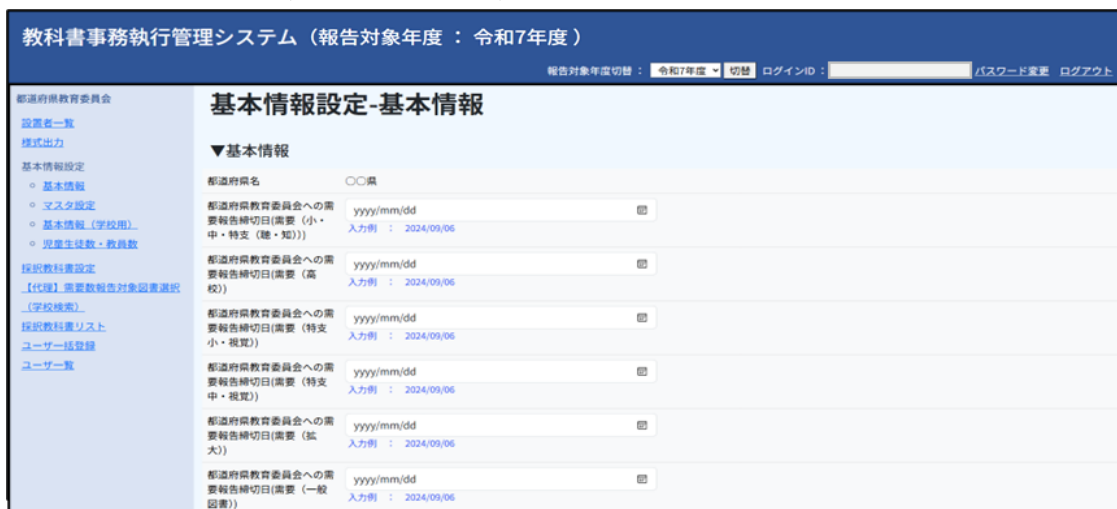 教科書事務執行管理システム（報告対象年度 ： 令和7年度 ）
報告対象年度切替 ： 令和7年度 切替 ログインID： パスワード変更 ログアウト
都道府県教育委員会
設置者一覧
様式出力
基本情報設定
基本情報
マスタ設定
基本情報（学校用）
児童生徒数・教員数
採択教科書設定
【代理】需要数報告対象図書選択
（学校検索）
採択教科書リスト
ユーザ一括登録
ユーザ一覧
基本情報設定-基本情報
▼基本情報
都道府県名 〇〇県
都道府県教育委員会への需
要報告締切日(需要（小・
中・特支（聴・知）))
yyyy/mm/dd
入力例 ： 2024/09/06
都道府県教育委員会への需
要報告締切日(需要（高
校))
yyyy/mm/dd
入力例 ： 2024/09/06
都道府県教育委員会への需
要報告締切日(需要（特支
小・視覚))
yyyy/mm/dd
入力例 ： 2024/09/06
都道府県教育委員会への需
要報告締切日(需要（特支
中・視覚))
yyyy/mm/dd
入力例 ： 2024/09/06
都道府県教育委員会への需
要報告締切日(需要（拡
大))
yyyy/mm/dd
入力例 ： 2024/09/06
都道府県教育委員会への需
要報告締切日(需要（一般
図書))
yyyy/mm/dd
入力例 ： 2024/09/06